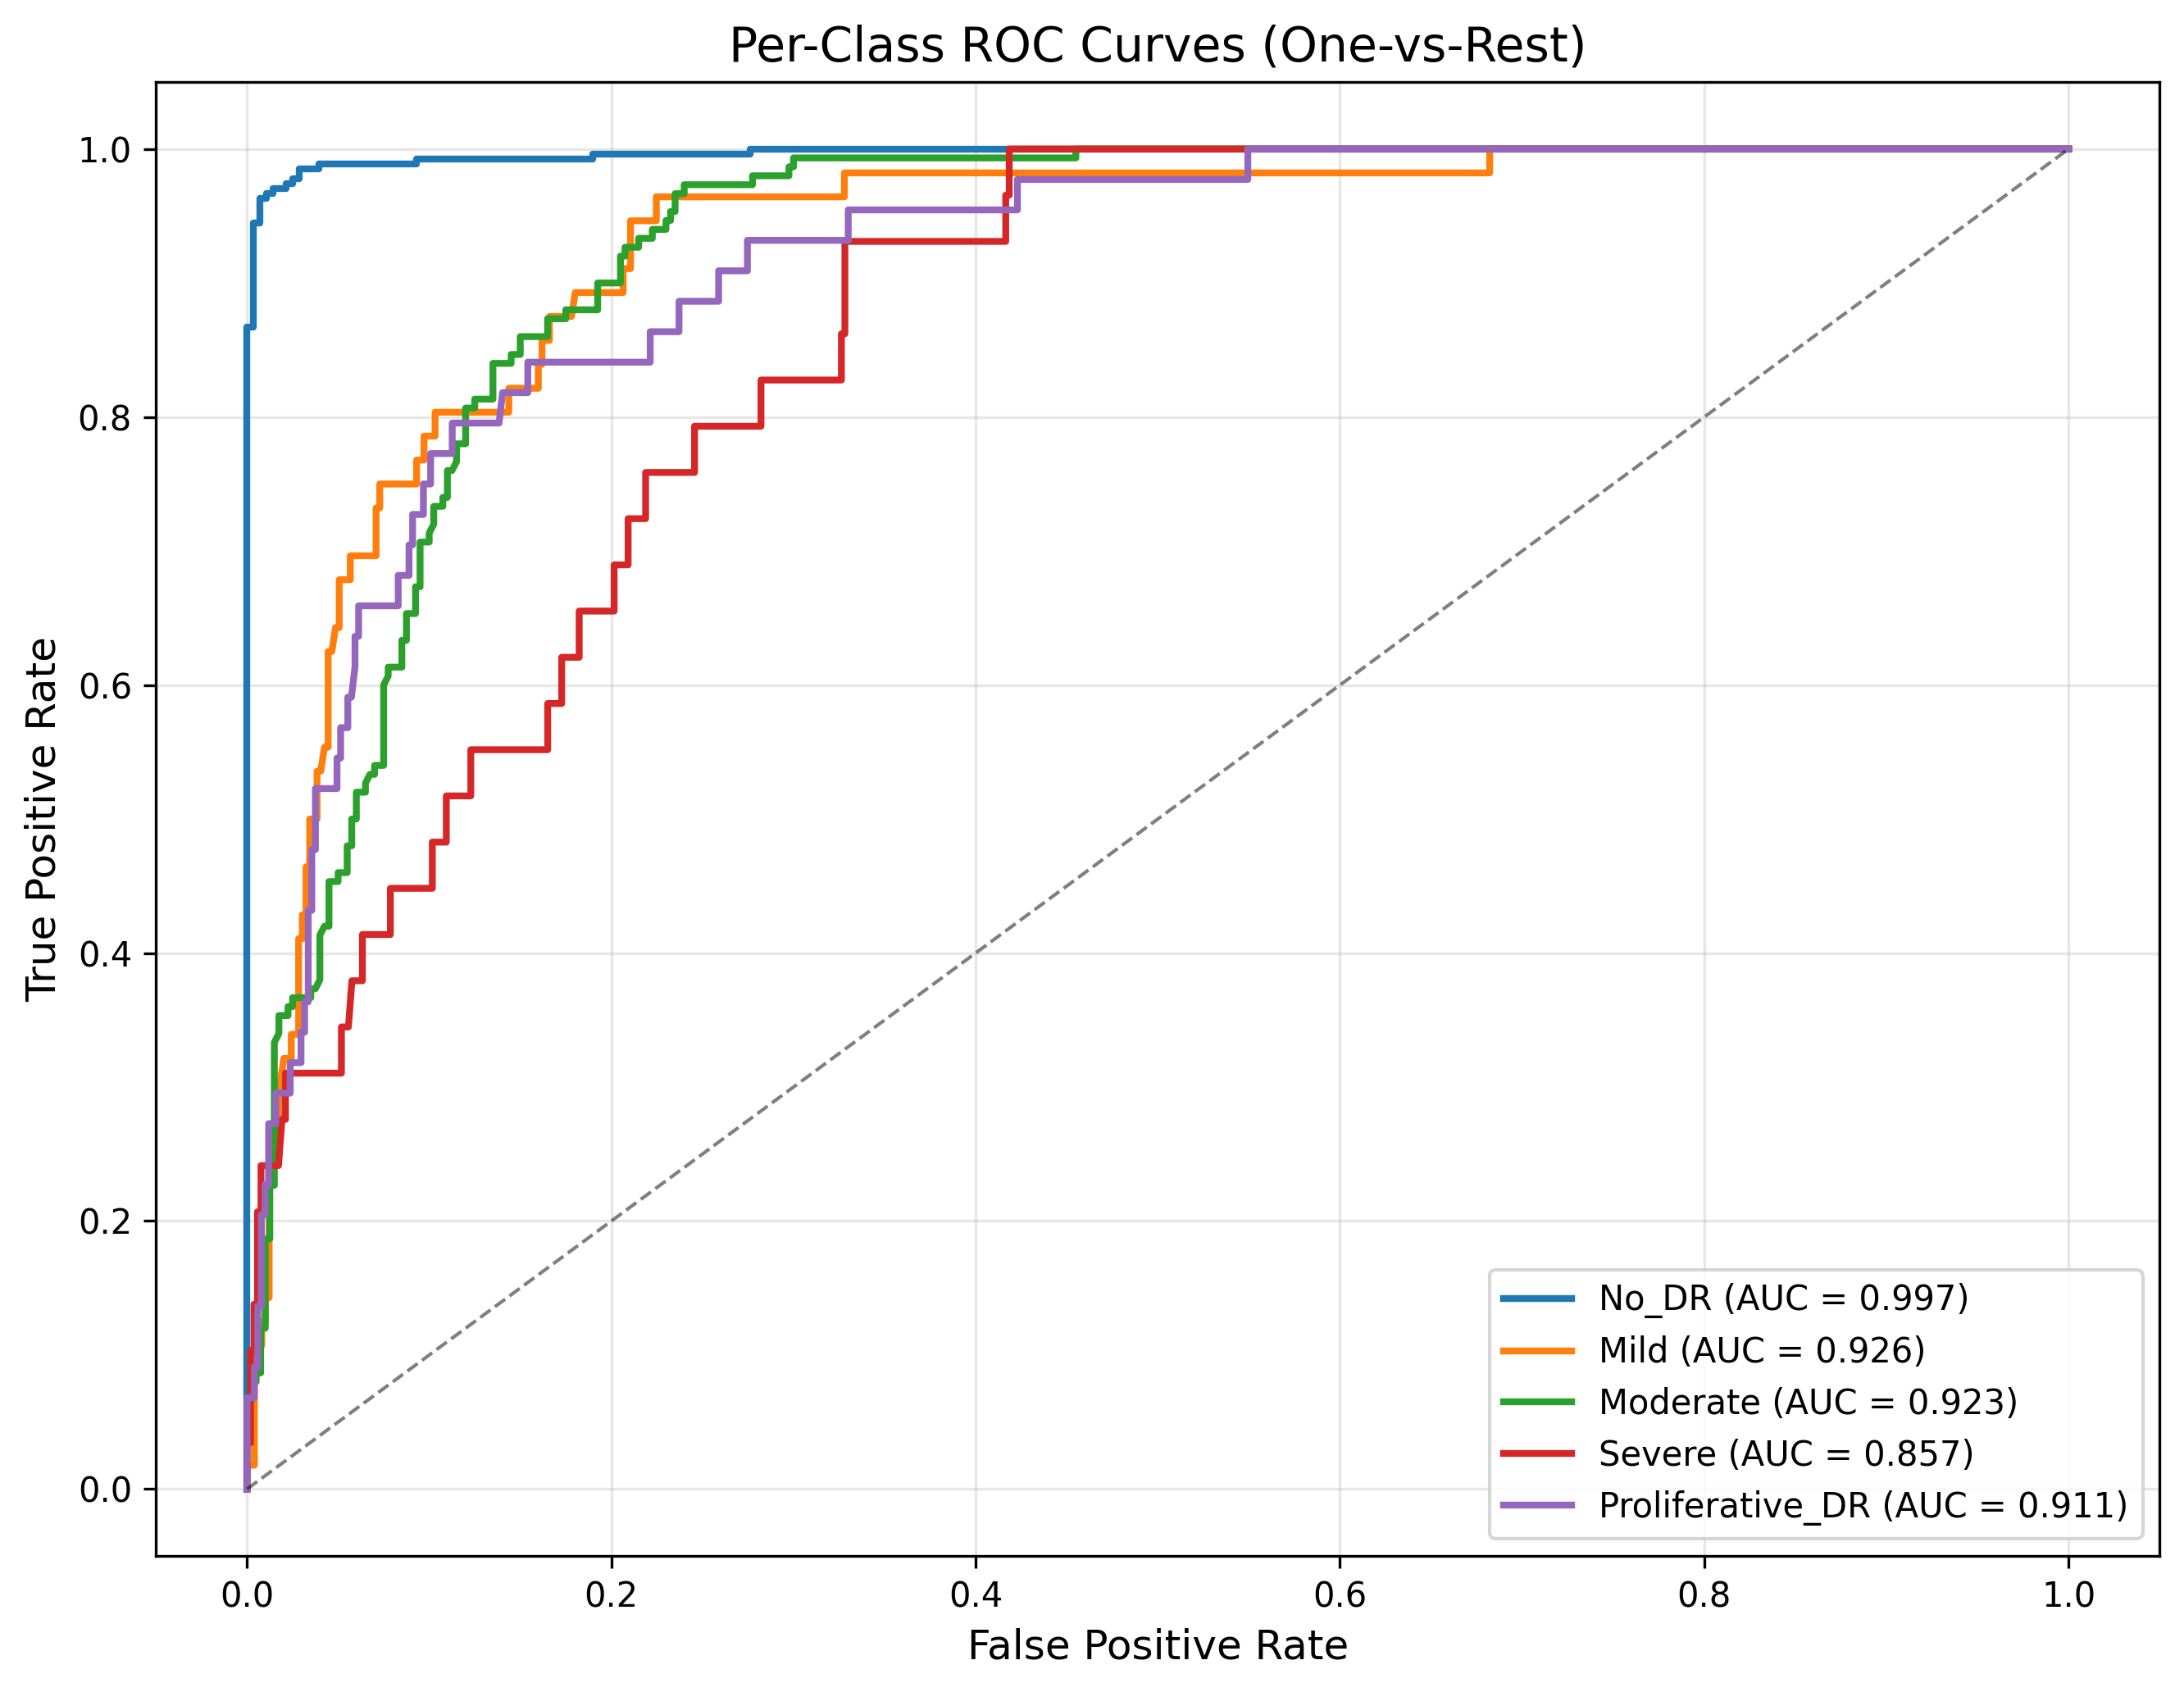 Per-Class ROC Curves (One-vs-Rest)
True Positive Rate
1.0
0.8
0.6
0.4
0.2
0.0
0.0 0.2 0.4 0.6 0.8 1.0
False Positive Rate
No_DR (AUC = 0.997)
Mild (AUC = 0.926)
Moderate (AUC = 0.923)
Severe (AUC = 0.857)
Proliferative_DR (AUC = 0.911)